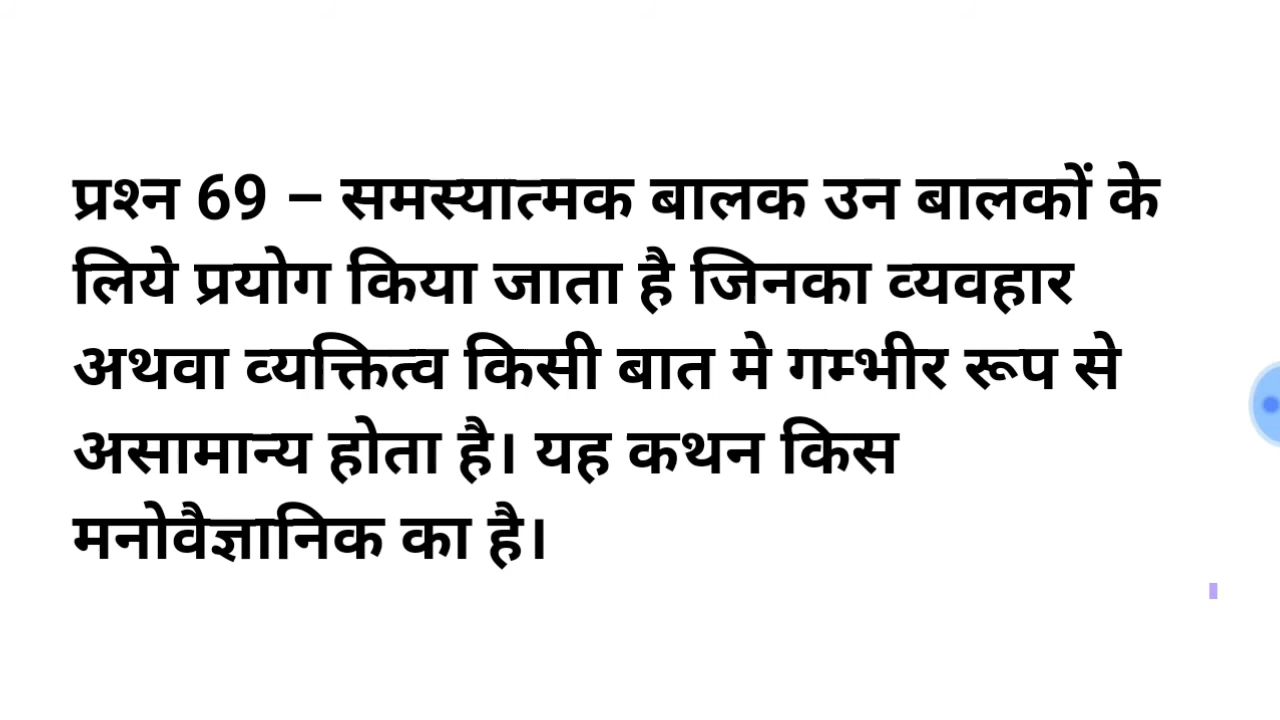 प्रश्न 69 – समस्यात्मक बालक उन बालकों के
लिये प्रयोग किया जाता है जिनका व्यवहार
अथवा व्यक्तित्व किसी बात मे गम्भीर रूप से
असामान्य होता है। यह कथन किस
मनोवैज्ञानिक का है।